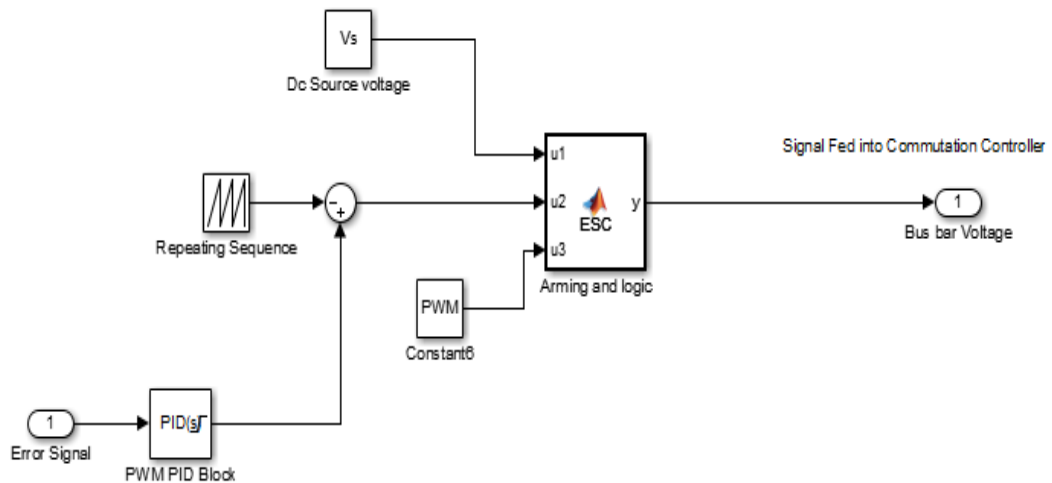 Vs
Dc Source voltage
Signal Fed into Commutation Controller
u1
u2
u3
ESC
y
Arming and logic
1
Bus bar Voltage
Repeating Sequence
-
+
PWM
Constant6
1
Error Signal
PID(s)
PWM PID Block